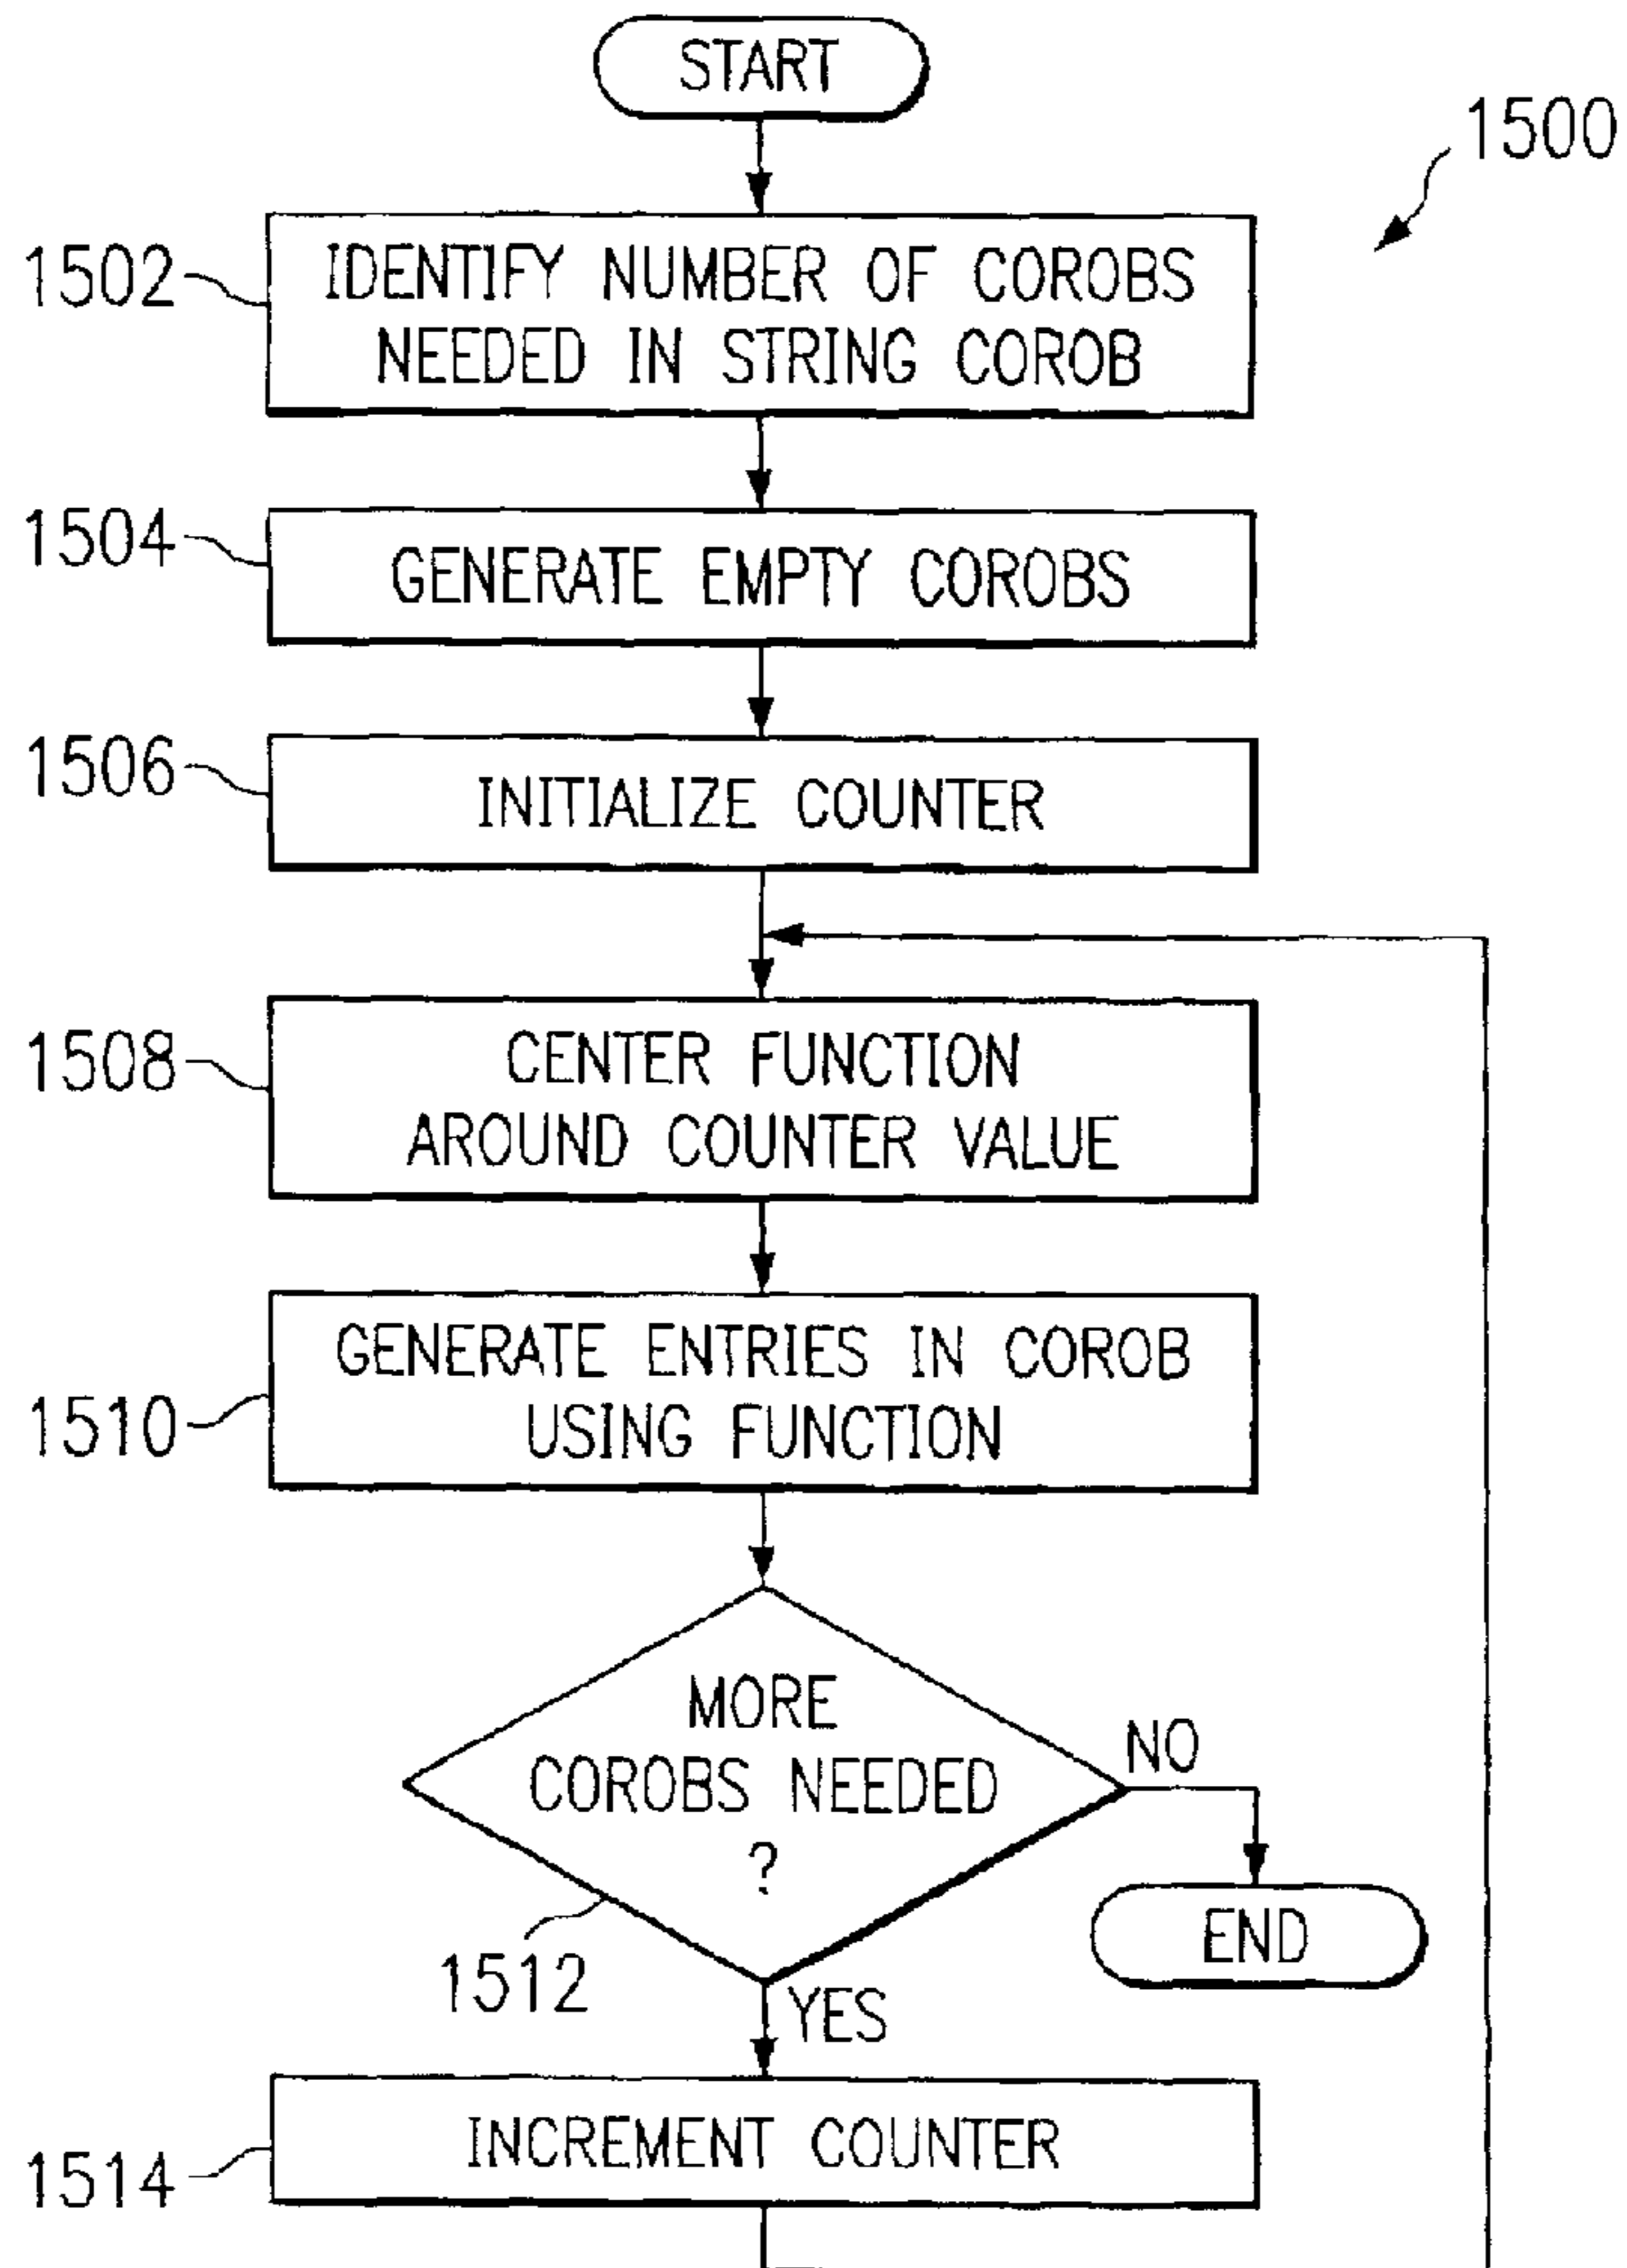 START
1500
1502
IDENTIFY NUMBER OF COROBS
NEEDED IN STRING COROB
1504
GENERATE EMPTY COROBS
1506
INITIALIZE COUNTER
1508
CENTER FUNCTION
AROUND COUNTER VALUE
1510
GENERATE ENTRIES IN COROB
USING FUNCTION
MORE
COROBS NEEDED
?
NO
END
1512
YES
1514
INCREMENT COUNTER